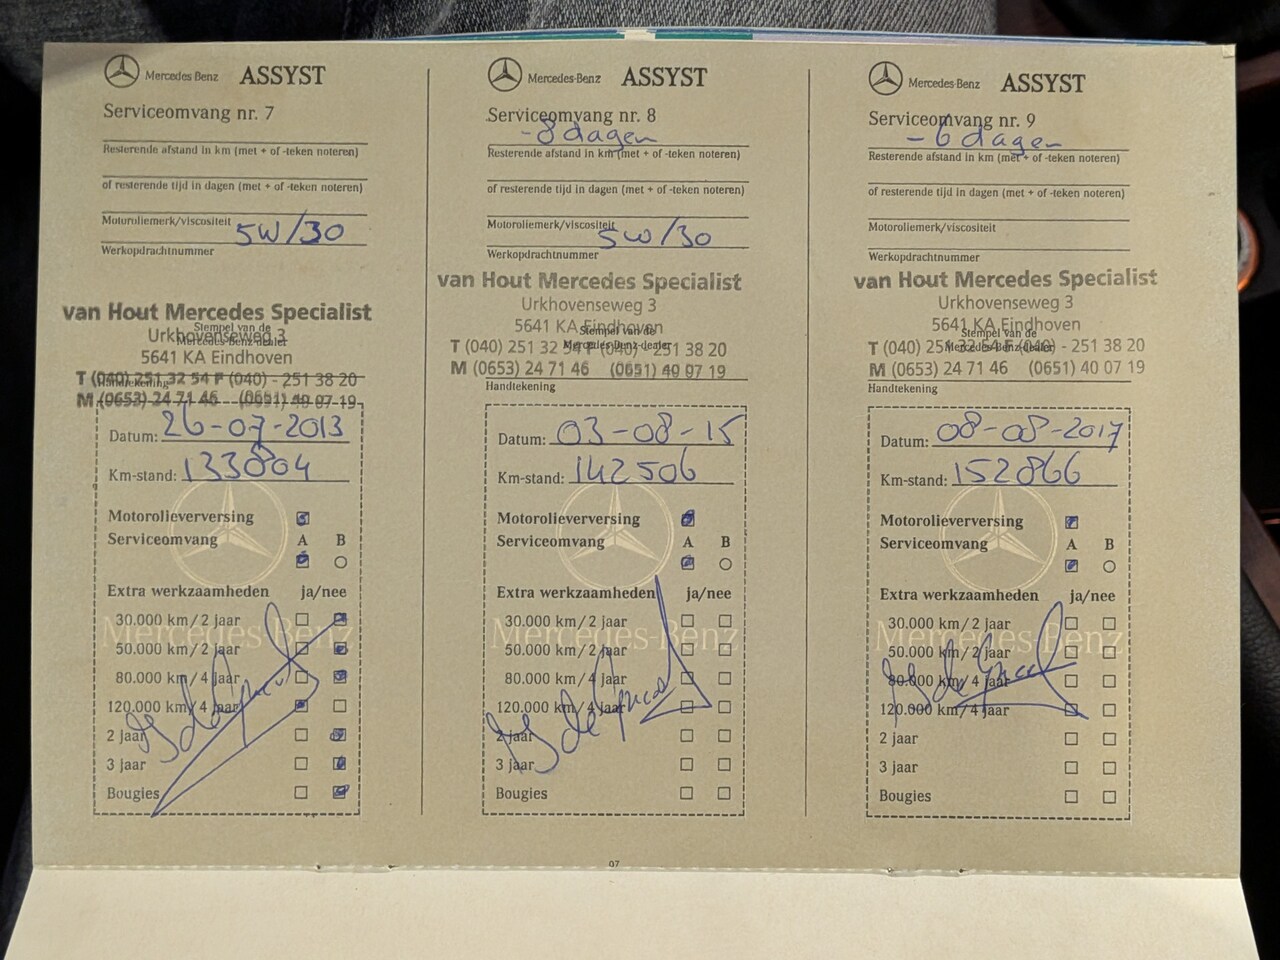 Mercedes Benz ASSYST
Serviceomvang nr. 7
Resterende afstand in km (met + of -teken noteren)
of resterende tijd in dagen (met + of -teken noteren)
Motoroliemerk/viscositeit 5W/30
Werkopdrachtnummer
van Hout Mercedes Specialist
Urkhovenseweg 3
Stempel van de
Mercedes-Benz-dealer
5641 KA Eindhoven
T (040) 251 32 54 F (040) - 251 38 20
Handtekening
M (0653) 24 71 46 (0651) 40 07 19
Datum: 26-07-2013
Km-stand: 133804
Motorolieverversing
Serviceomvang A B
Extra werkzaamheden ja/nee
30.000 km/2 jaar
50.000 km/2 jaar
80.000 km/4 jaar
120.000 km/4 jaar
2 jaar
3 jaar
Bougies
Mercedes-Benz
Mercedes-Benz ASSYST
Serviceomvang nr. 8
-8 dagen
Resterende afstand in km (met + of -teken noteren)
of resterende tijd in dagen (met + of -teken noteren)
Motoroliemerk/viscositeit 5W/30
Werkopdrachtnummer
van Hout Mercedes Specialist
Urkhovenseweg 3
5641 KA Eindhoven
Stempel van de
Mercedes-Benz-dealer
T (040) 251 32 54 F (040) - 251 38 20
M (0653) 24 71 46 (0651) 40 07 19
Handtekening
Datum: 03-08-15
Km-stand: 142506
Motorolieverversing
Serviceomvang A B
Extra werkzaamheden ja/nee
30.000 km/2 jaar
50.000 km/2 jaar
80.000 km/4 jaar
120.000 km/4 jaar
2 jaar
3 jaar
Bougies
Mercedes-Benz
Mercedes-Benz ASSYST
Serviceomvang nr. 9
-6 dagen
Resterende afstand in km (met + of -teken noteren)
of resterende tijd in dagen (met + of -teken noteren)
Motoroliemerk/viscositeit
Werkopdrachtnummer
van Hout Mercedes Specialist
Urkhovenseweg 3
5641 KA Eindhoven
Stempel van de
Mercedes-Benz-dealer
T (040) 251 32 54 F (040) - 251 38 20
M (0653) 24 71 46 (0651) 40 07 19
Handtekening
Datum: 08-08-2017
Km-stand: 152866
Motorolieverversing
Serviceomvang A B
Extra werkzaamheden ja/nee
30.000 km/2 jaar
50.000 km/2 jaar
80.000 km/4 jaar
120.000 km/4 jaar
2 jaar
3 jaar
Bougies
Mercedes-Benz
07